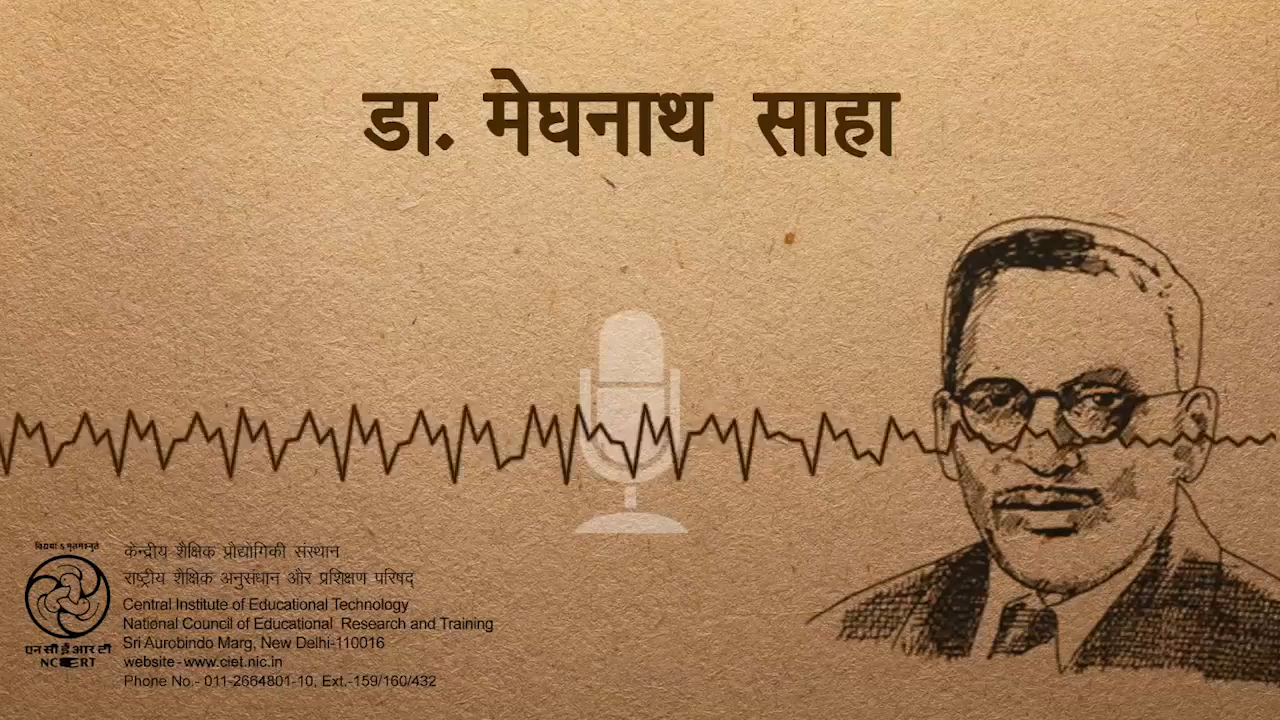 डा. मेघनाथ साहा
विद्यया ऽ मृतमश्नुते
एन सी ई आर टी
NCERT
केन्द्रीय शैक्षिक प्रौद्योगिकी संस्थान
राष्ट्रीय शैक्षिक अनुसंधान और प्रशिक्षण परिषद्
Central Institute of Educational Technology
National Council of Educational Research and Training
Sri Aurobindo Marg, New Delhi-110016
website - www.ciet.nic.in
Phone No.- 011-2664801-10, Ext.-159/160/432